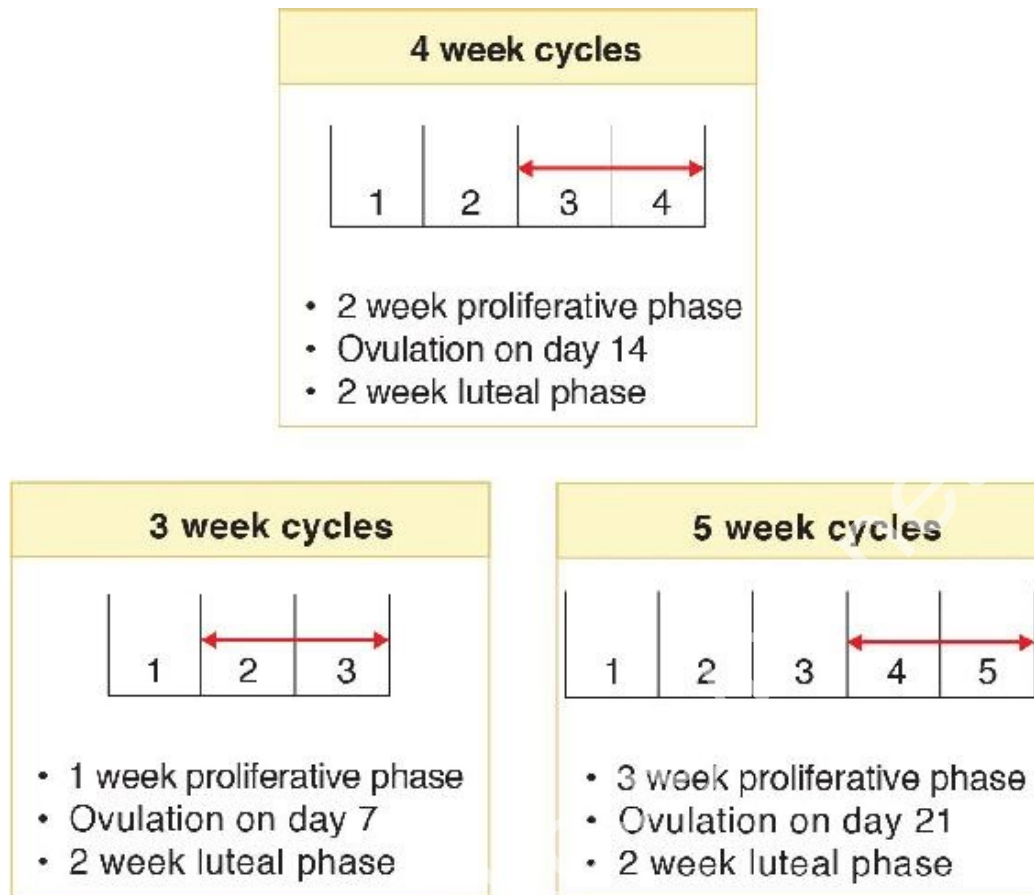 4 week cycles
1 2 3 4
• 2 week proliferative phase
• Ovulation on day 14
• 2 week luteal phase
3 week cycles
1 2 3
• 1 week proliferative phase
• Ovulation on day 7
• 2 week luteal phase
5 week cycles
1 2 3 4 5
• 3 week proliferative phase
• Ovulation on day 21
• 2 week luteal phase